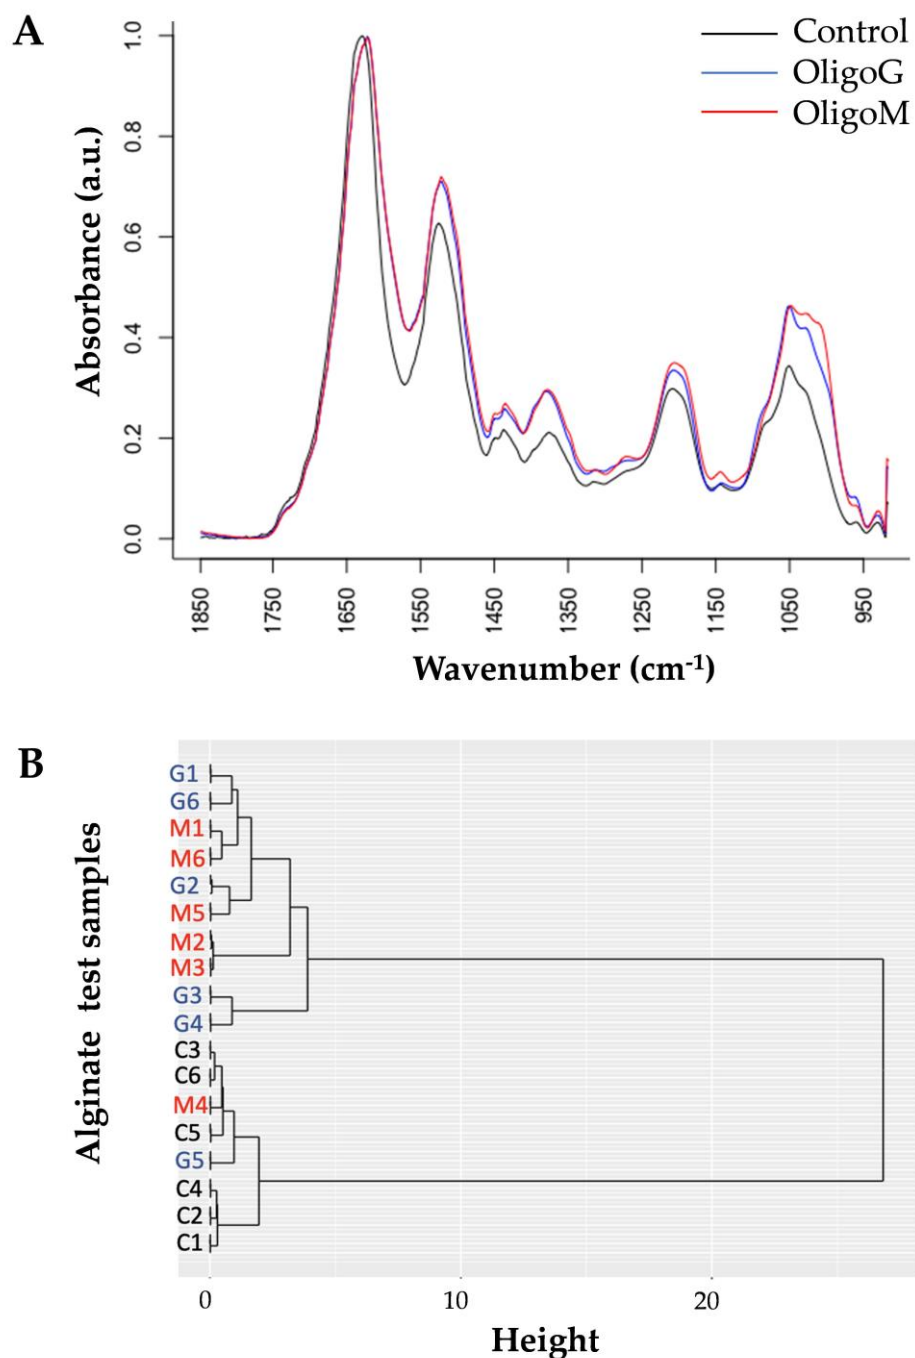 A
Control
OligoG
OligoM
Absorbance (a.u.)
1.0
0.8
0.6
0.4
0.2
0.0
1850
1750
1650
1550
1450
1350
1250
1150
1050
950
Wavenumber (cm-1)
B
Alginate test samples
G1
G6
M1
M6
G2
M5
M2
M3
G3
G4
C3
C6
M4
C5
G5
C4
C2
C1
0
10
20
Height